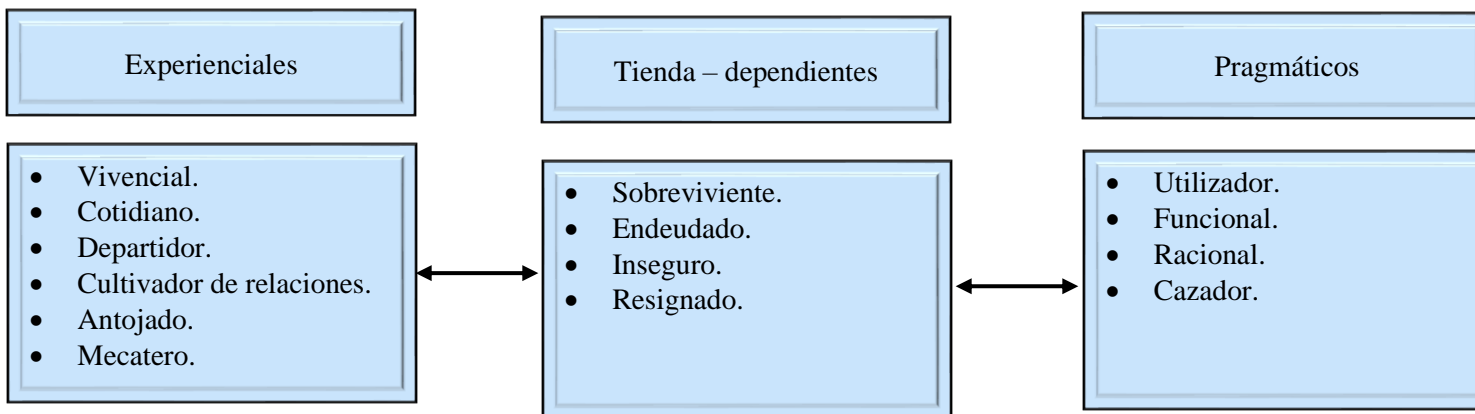 Experienciales
Tienda – dependientes
Pragmáticos
• Vivencial.
• Cotidiano.
• Departidor.
• Cultivador de relaciones.
• Antojado.
• Mecatero.
• Sobreviviente.
• Endeudado.
• Inseguro.
• Resignado.
• Utilizador.
• Funcional.
• Racional.
• Cazador.